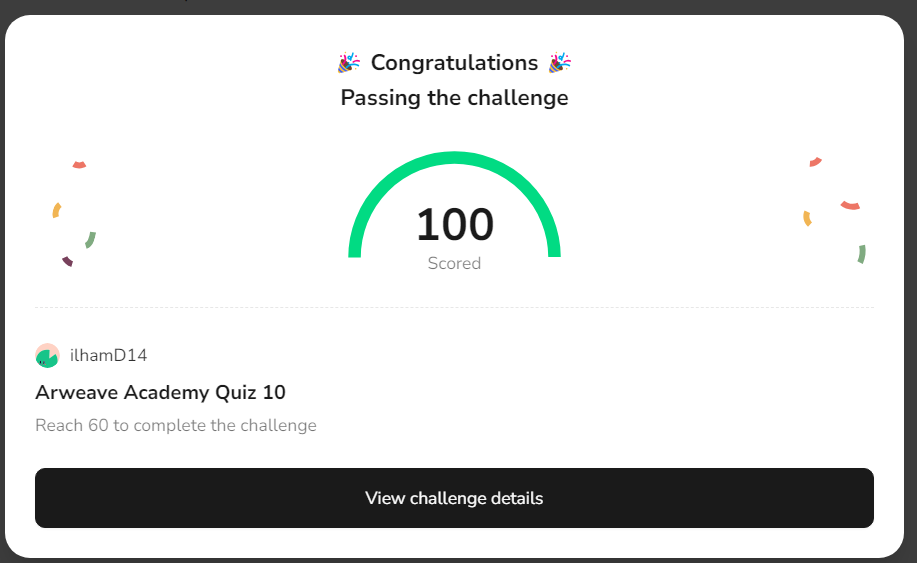 🎉 Congratulations 🎉
Passing the challenge
100
Scored
ilhamD14
Arweave Academy Quiz 10
Reach 60 to complete the challenge
View challenge details